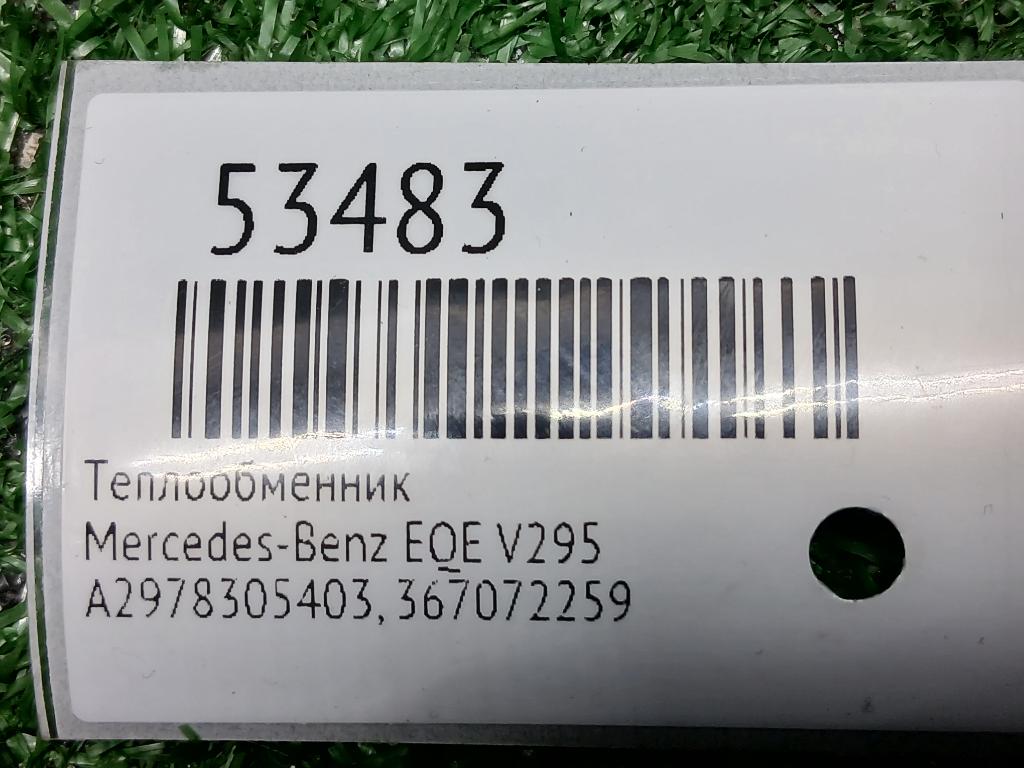 53483
Теплообменник
Mercedes-Benz EQE V295
A2978305403, 367072259